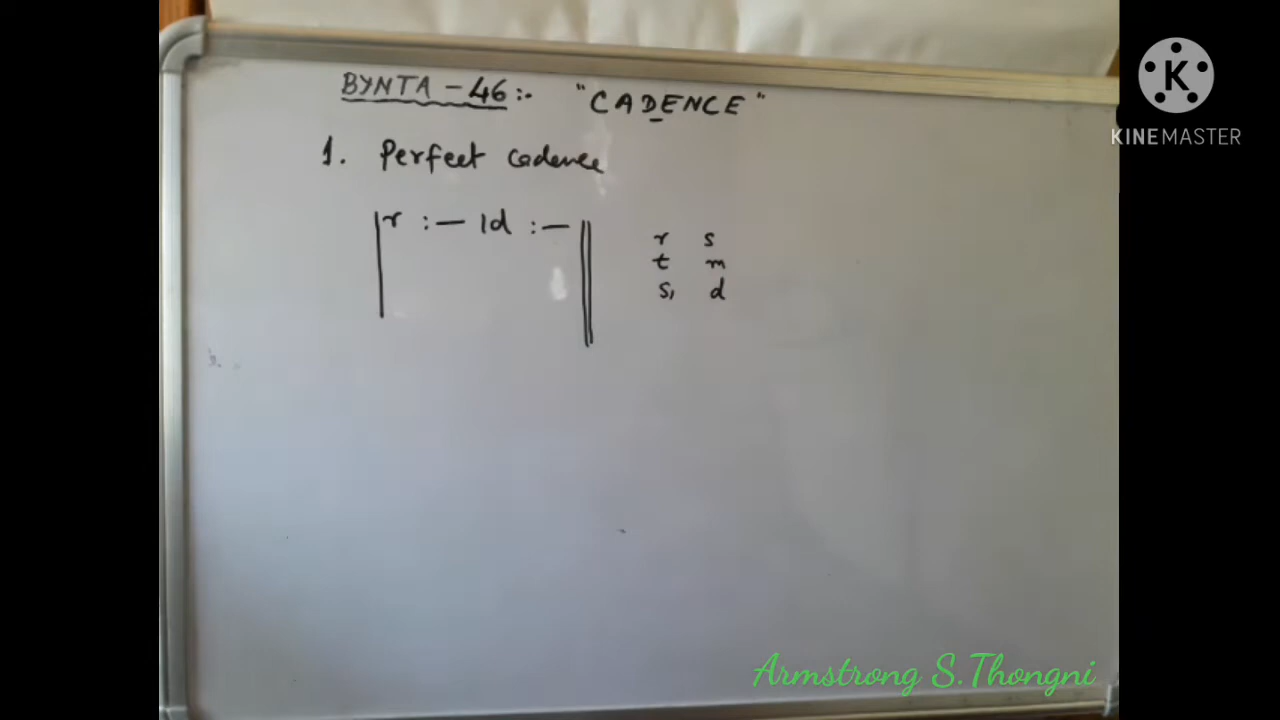 BYNTA - 46 :- "CADENCE"
1. Perfect cadence
|r :— |d :— ||
r s
t m
s, d
KINEMASTER
Armstrong S.Thongni